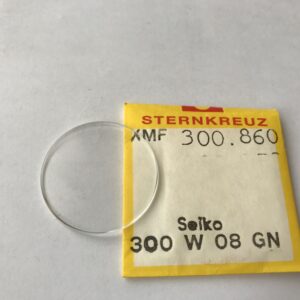 STERNKREUZ
XMF 300.860
Seiko
300 W 08 GN